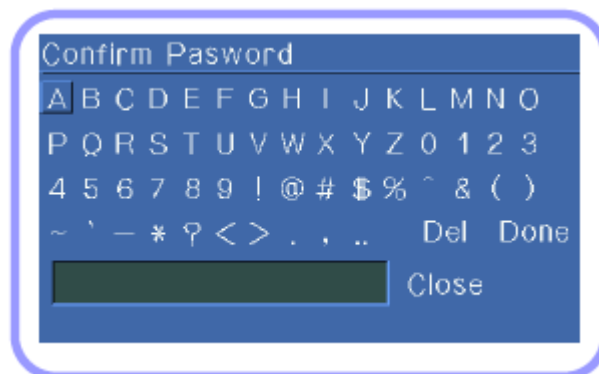 Confirm Pasword
A B C D E F G H I J K L M N O
P Q R S T U V W X Y Z 0 1 2 3
4 5 6 7 8 9 ! @ # $ % ^ & ( )
~ ` — * ? < > . , .. Del Done
Close